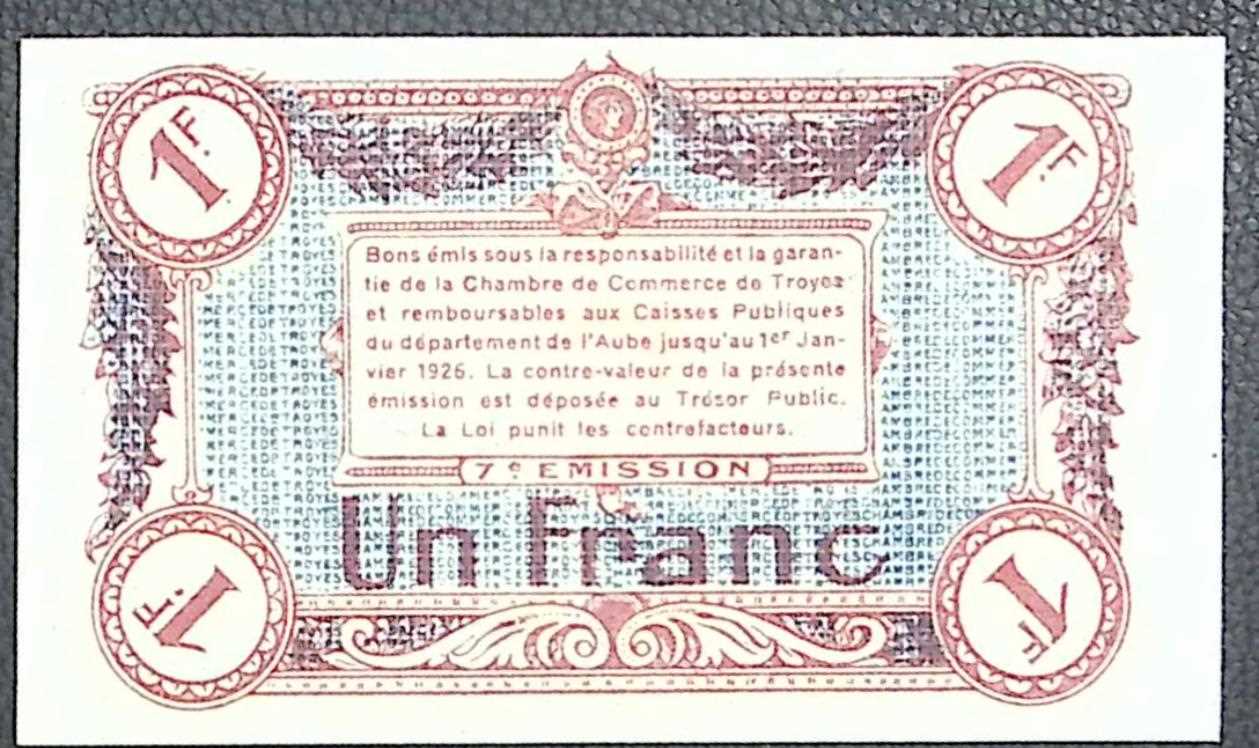 1F.
1F.
Bons émis sous la responsabilité et la garan-
tie de la Chambre de Commerce de Troyes
et remboursables aux Caisses Publiques
du département de l'Aube jusqu'au 1er Jan-
vier 1926. La contre-valeur de la présente
émission est déposée au Trésor Public.
La Loi punit les contrefacteurs.
7e EMISSION
Un Franc
1F.
1F.